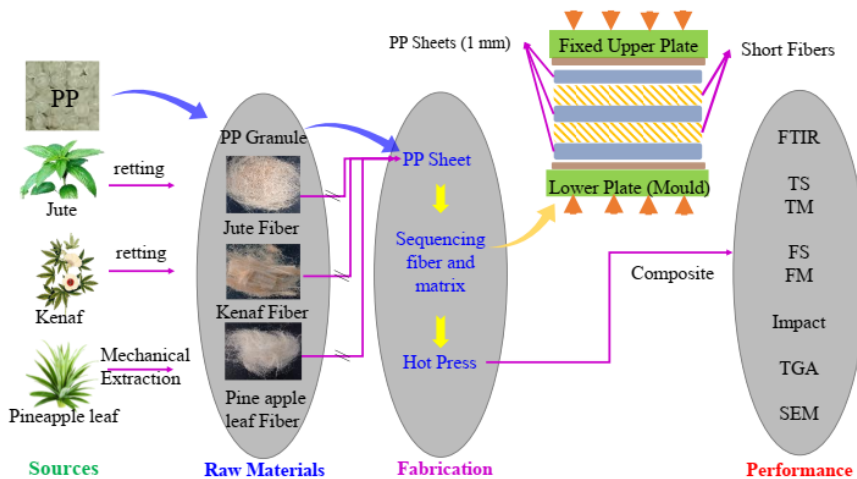 PP
retting
Jute
retting
Kenaf
Mechanical
Extraction
Pineapple leaf
Sources
PP Granule
Jute Fiber
Kenaf Fiber
Pine apple
leaf Fiber
Raw Materials
PP Sheet
Sequencing
fiber and
matrix
Hot Press
Fabrication
PP Sheets (1 mm)
Fixed Upper Plate
Short Fibers
Lower Plate (Mould)
Composite
FTIR
TS
TM
FS
FM
Impact
TGA
SEM
Performance